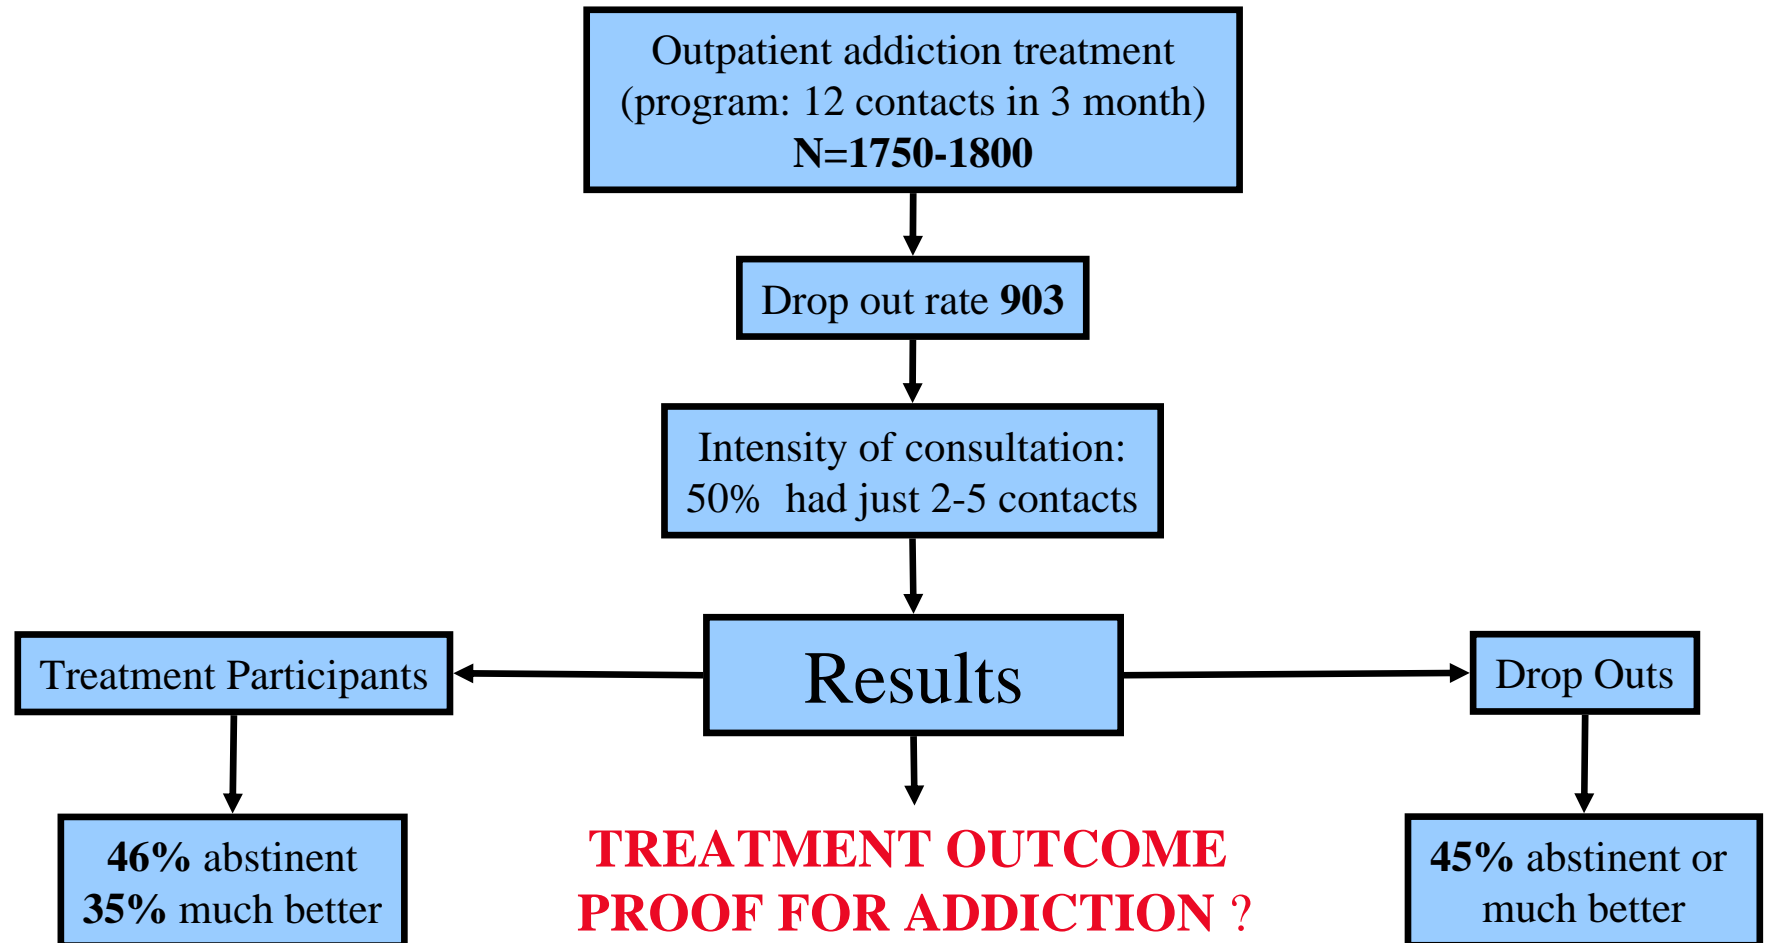 Outpatient addiction treatment
(program: 12 contacts in 3 month)
N=1750-1800
Drop out rate 903
Intensity of consultation:
50% had just 2-5 contacts
Results
Treatment Participants
Drop Outs
46% abstinent
35% much better
TREATMENT OUTCOME
PROOF FOR ADDICTION ?
45% abstinent or
much better